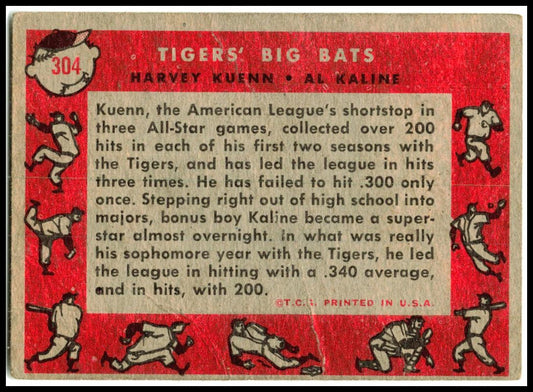 304
TIGERS' BIG BATS
HARVEY KUENN • AL KALINE
Kuenn, the American League's shortstop in
three All-Star games, collected over 200
hits in each of his first two seasons with
the Tigers, and has led the league in hits
three times. He has failed to hit .300 only
once. Stepping right out of high school into
majors, bonus boy Kaline became a super-
star almost overnight. In what was really
his sophomore year with the Tigers, he led
the league in hitting with a .340 average,
and in hits, with 200.
©T.C. PRINTED IN U.S.A.